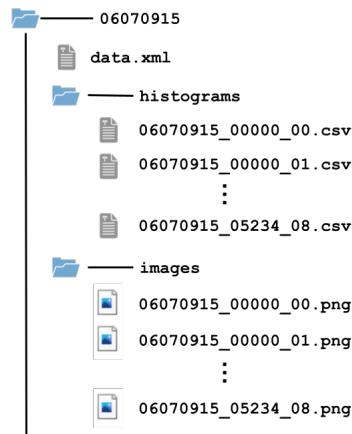 06070915
data.xml
histograms
06070915_00000_00.csv
06070915_00000_01.csv
⋮
06070915_05234_08.csv
images
06070915_00000_00.png
06070915_00000_01.png
⋮
06070915_05234_08.png